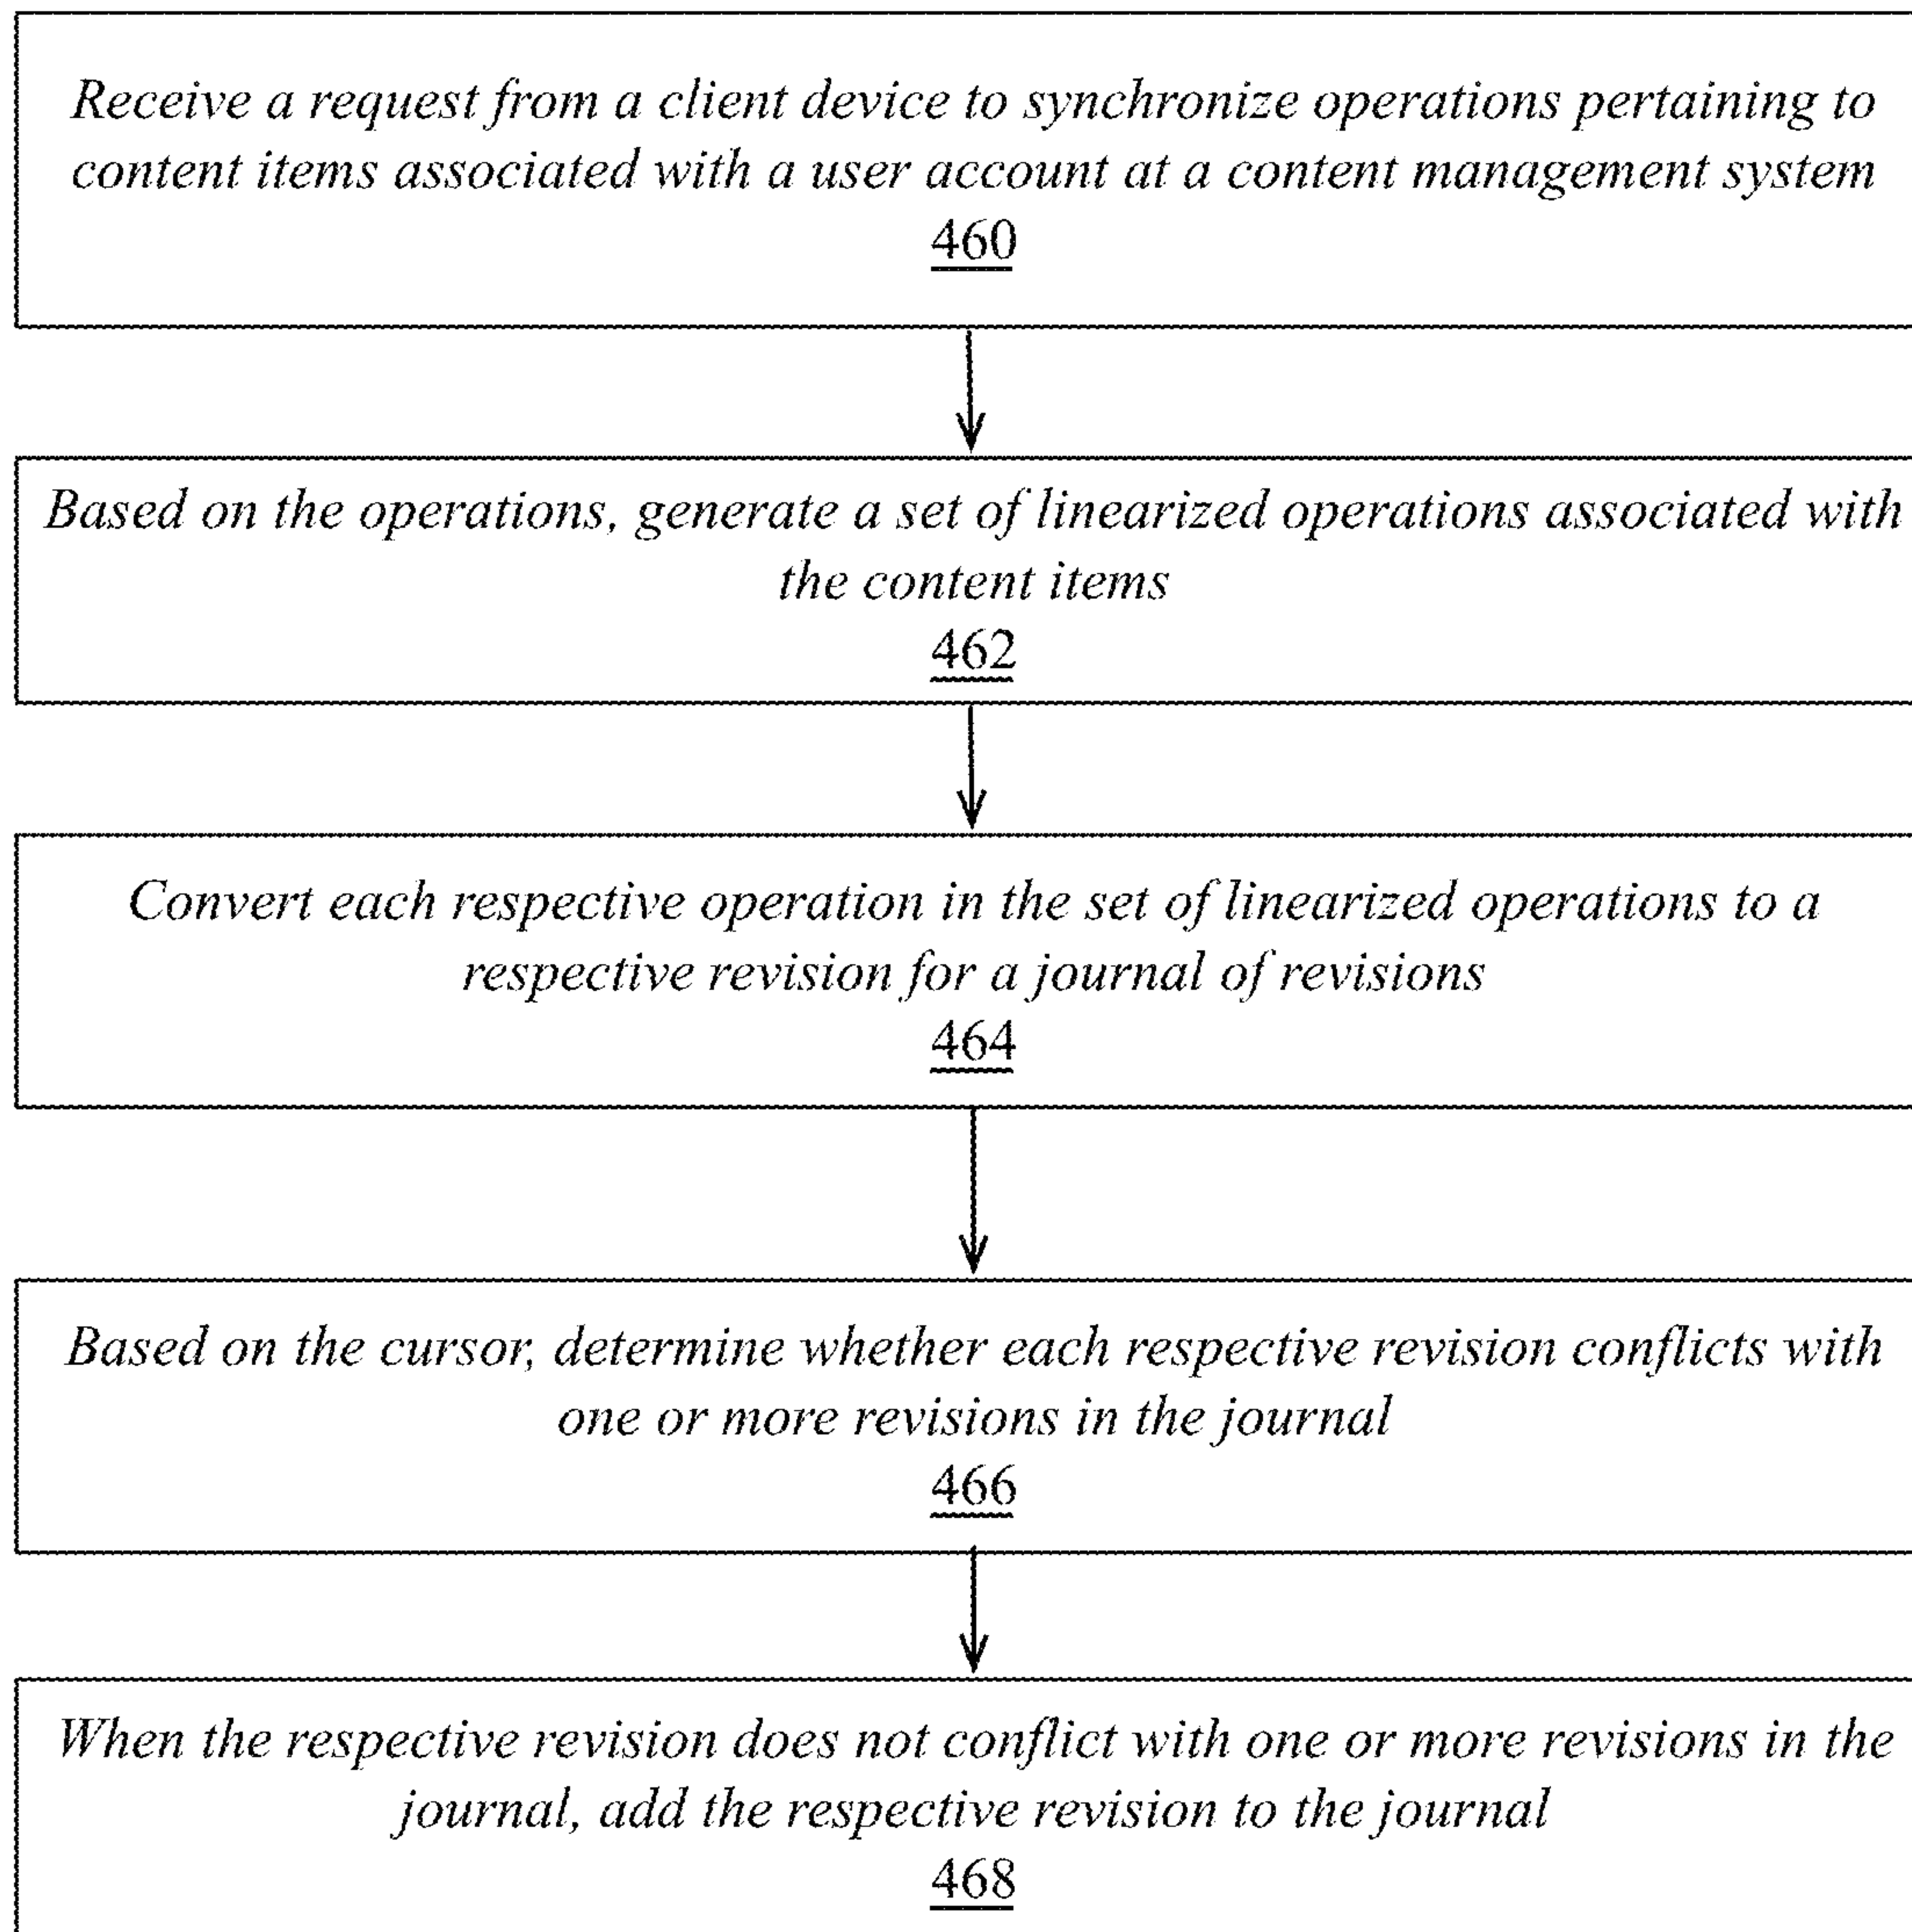 Receive a request from a client device to synchronize operations pertaining to
content items associated with a user account at a content management system
460
Based on the operations, generate a set of linearized operations associated with
the content items
462
Convert each respective operation in the set of linearized operations to a
respective revision for a journal of revisions
464
Based on the cursor, determine whether each respective revision conflicts with
one or more revisions in the journal
466
When the respective revision does not conflict with one or more revisions in the
journal, add the respective revision to the journal
468